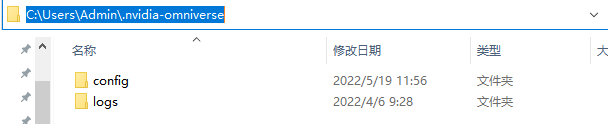 C:\Users\Admin\.nvidia-omniverse
名称 修改日期 类型 大
config 2022/5/19 11:56 文件夹
logs 2022/4/6 9:28 文件夹